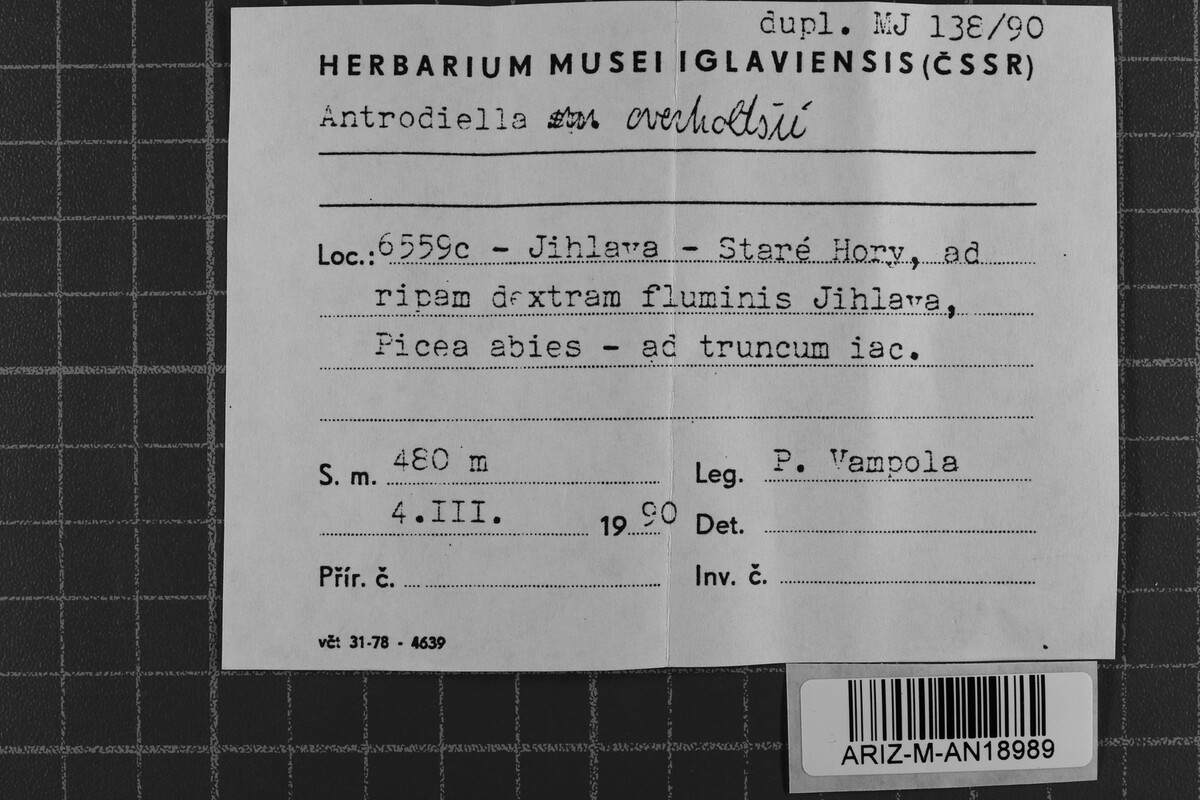 dupl. MJ 138/90
HERBARIUM MUSEI IGLAVIENSIS (ČSSR)
Antrodiella overholtsii
Loc.: 6559c - Jihlava - Staré Hory, ad
ripam dextram fluminis Jihlava,
Picea abies - ad truncum iac.
S. m. 480 m
Leg. P. Vampola
4.III. 1990
Det.
Přír. č.
Inv. č.
včt 31-78 - 4639
ARIZ-M-AN18989